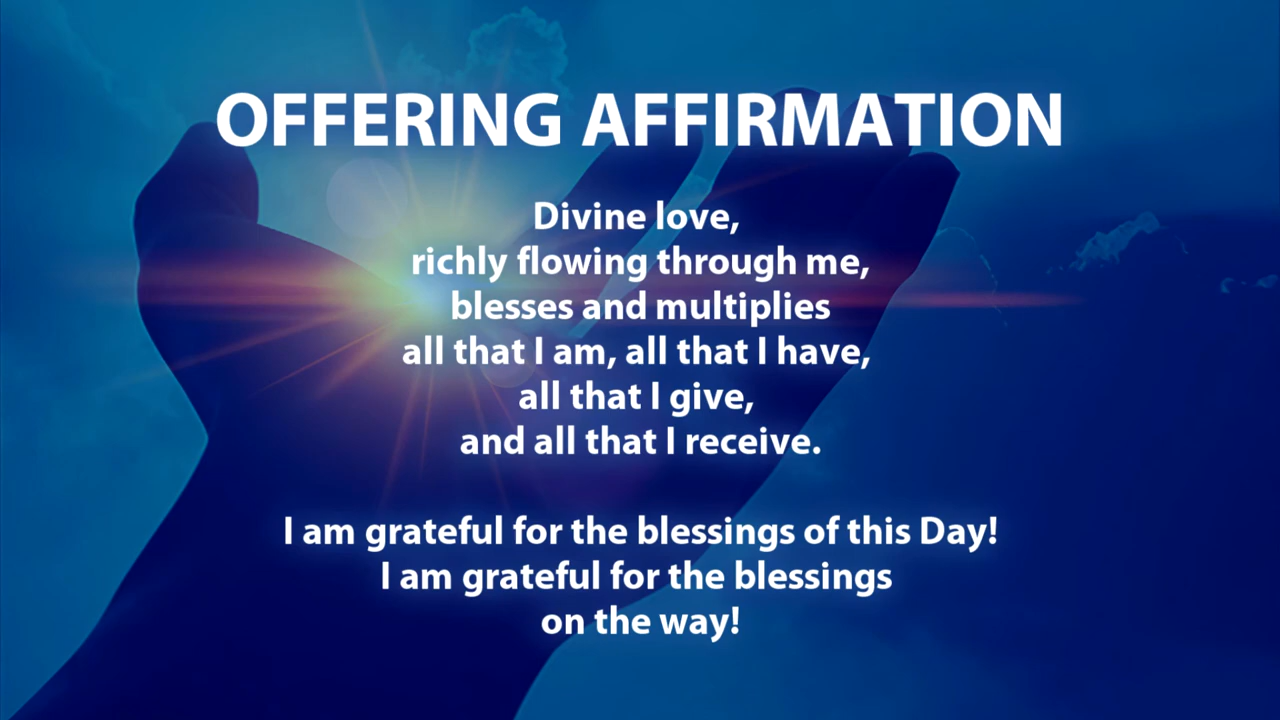 OFFERING AFFIRMATION
Divine love,
richly flowing through me,
blesses and multiplies
all that I am, all that I have,
all that I give,
and all that I receive.
I am grateful for the blessings of this Day!
I am grateful for the blessings
on the way!